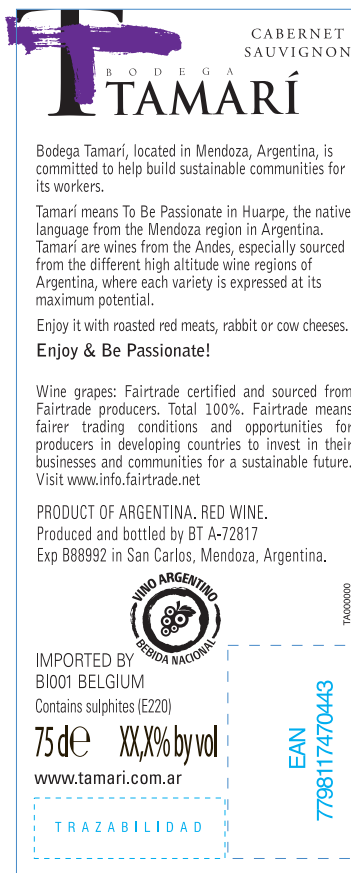 CABERNET
SAUVIGNON
T
BODEGA
TAMARÍ
Bodega Tamarí, located in Mendoza, Argentina, is
committed to help build sustainable communities for
its workers.
Tamarí means To Be Passionate in Huarpe, the native
language from the Mendoza region in Argentina.
Tamarí are wines from the Andes, especially sourced
from the different high altitude wine regions of
Argentina, where each variety is expressed at its
maximum potential.
Enjoy it with roasted red meats, rabbit or cow cheeses.
Enjoy & Be Passionate!
Wine grapes: Fairtrade certified and sourced from
Fairtrade producers. Total 100%. Fairtrade means
fairer trading conditions and opportunities for
producers in developing countries to invest in their
businesses and communities for a sustainable future.
Visit www.info.fairtrade.net
PRODUCT OF ARGENTINA. RED WINE.
Produced and bottled by BT A-72817
Exp B88992 in San Carlos, Mendoza, Argentina.
VINO ARGENTINO
BEBIDA NACIONAL
TA000000
IMPORTED BY
BI001 BELGIUM
Contains sulphites (E220)
75 de XX,X% by vol
www.tamari.com.ar
TRAZABILIDAD
EAN
7798117470443